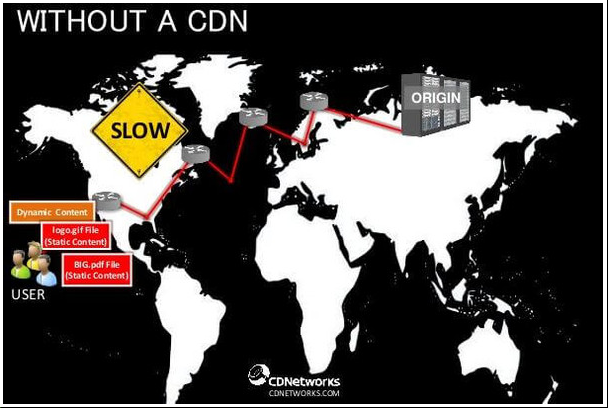 WITHOUT A CDN
ORIGIN
SLOW
Dynamic Content
logo.gif File
(Static Content)
BIG.pdf File
(Static Content)
USER
CDNetworks
CDNETWORKS.COM